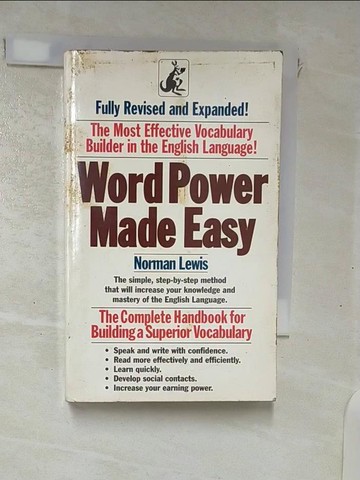 Fully Revised and Expanded!
The Most Effective Vocabulary
Builder in the English Language!
Word Power
Made Easy
Norman Lewis
The simple, step-by-step method
that will increase your knowledge and
mastery of the English Language.
The Complete Handbook for
Building a Superior Vocabulary
• Speak and write with confidence.
• Read more effectively and efficiently.
• Learn quickly.
• Develop social contacts.
• Increase your earning power.